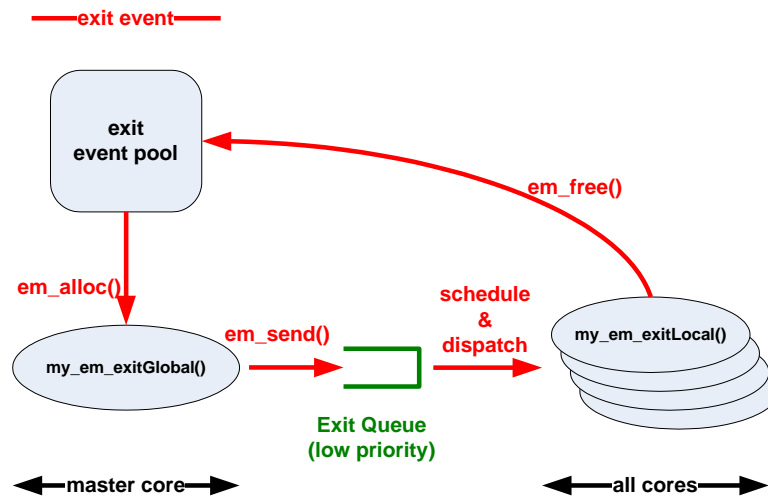 exit event
exit
event pool
em_free()
em_alloc()
schedule
&
dispatch
em_send()
my_em_exitGlobal()
my_em_exitLocal()
Exit Queue
(low priority)
master core
all cores